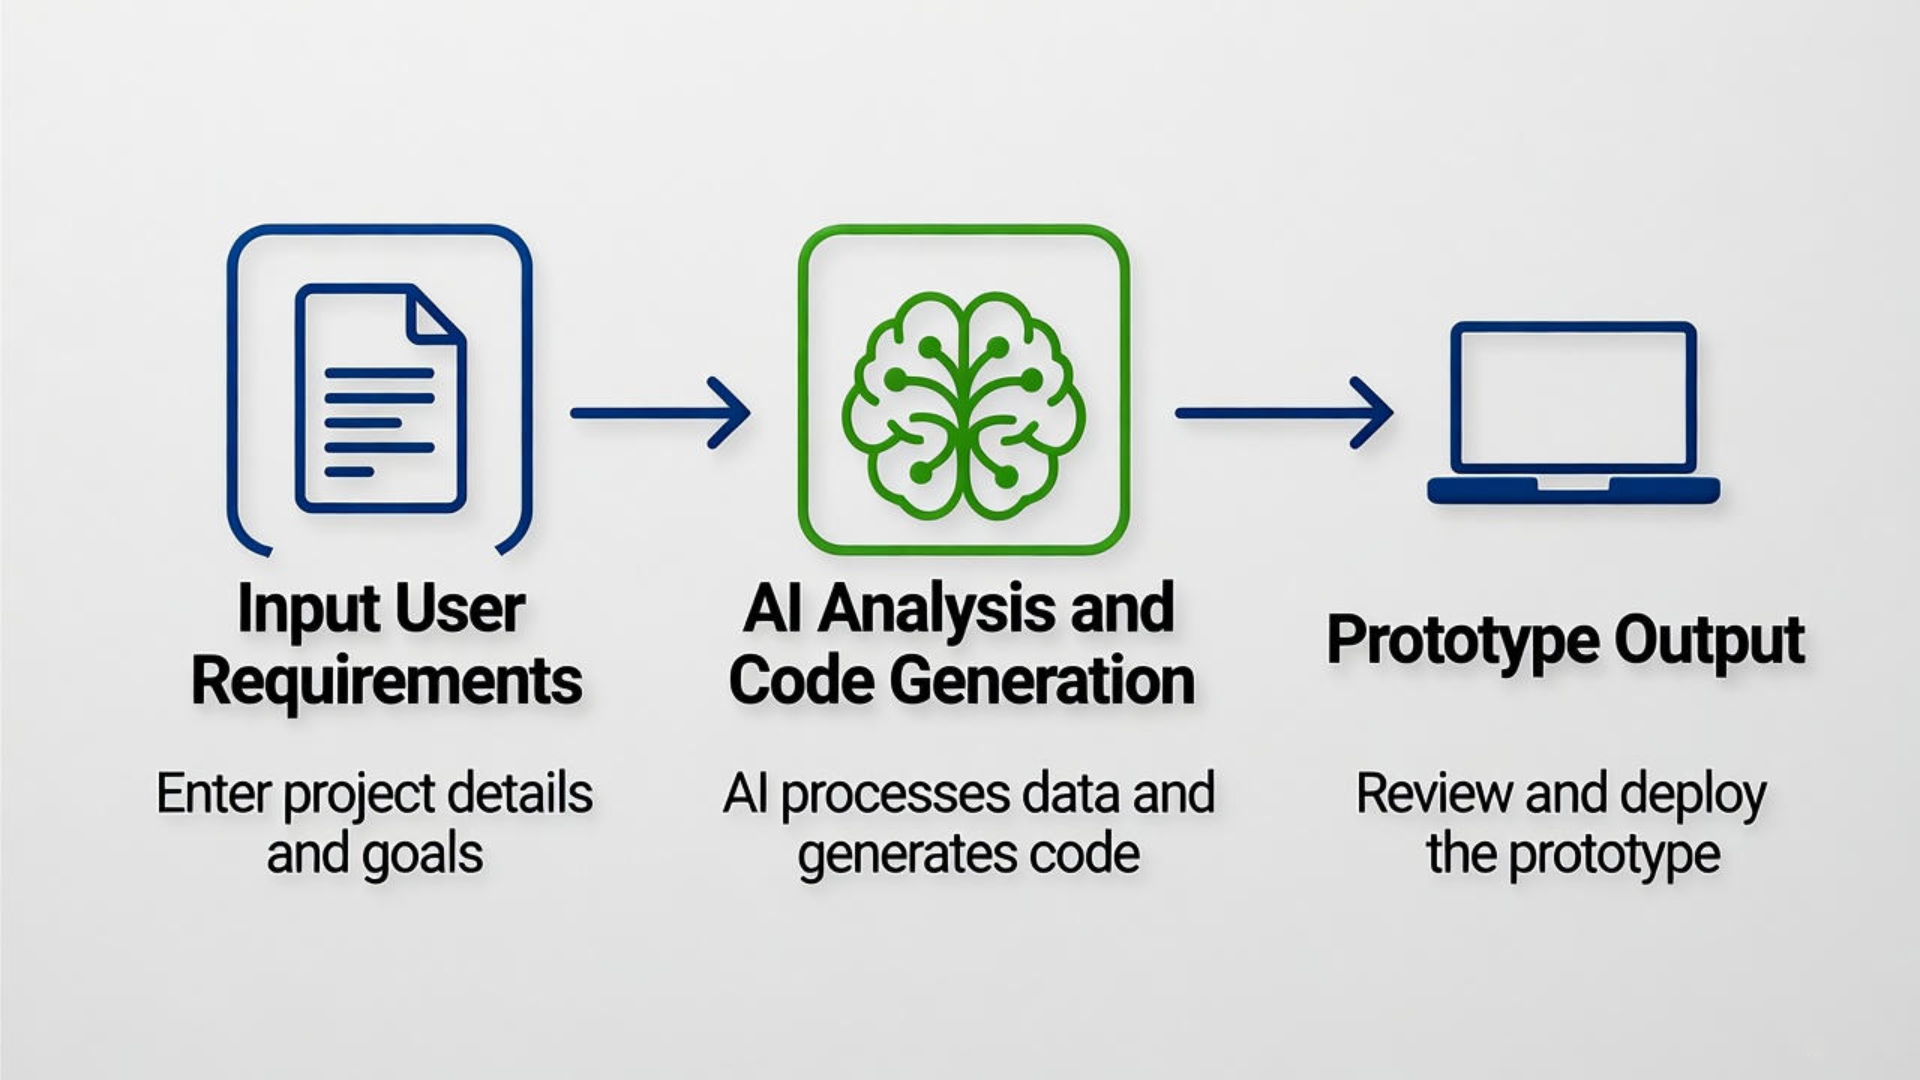 Input User
Requirements
Enter project details
and goals
AI Analysis and
Code Generation
AI processes data and
generates code
Prototype Output
Review and deploy
the prototype